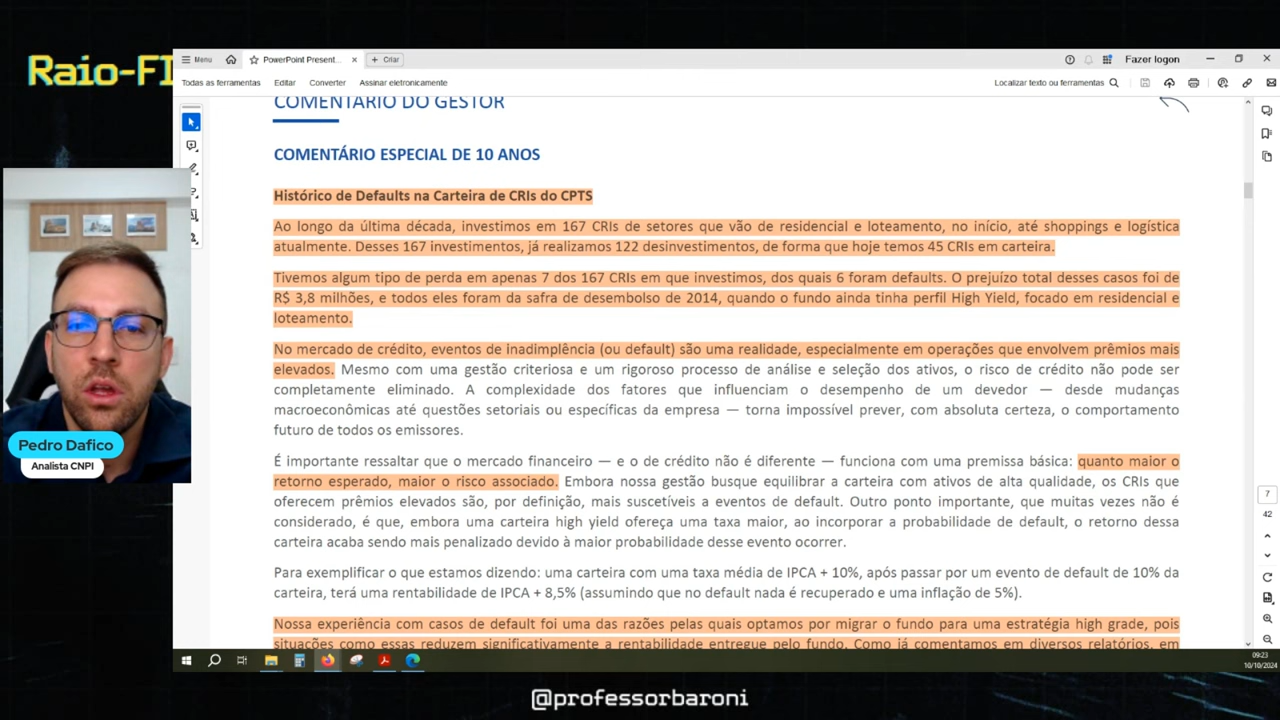 Raio-FI
Menu
PowerPoint Present...
Criar
Fazer logon
Todas as ferramentas
Editar
Converter
Assinar eletronicamente
Localizar texto ou ferramentas
COMENTÁRIO DO GESTOR
COMENTÁRIO ESPECIAL DE 10 ANOS
Histórico de Defaults na Carteira de CRIs do CPTS
Ao longo da última década, investimos em 167 CRIs de setores que vão de residencial e loteamento, no início, até shoppings e logística
atualmente. Desses 167 investimentos, já realizamos 122 desinvestimentos, de forma que hoje temos 45 CRIs em carteira.
Tivemos algum tipo de perda em apenas 7 dos 167 CRIs em que investimos, dos quais 6 foram defaults. O prejuízo total desses casos foi de
R$ 3,8 milhões, e todos eles foram da safra de desembolso de 2014, quando o fundo ainda tinha perfil High Yield, focado em residencial e
loteamento.
No mercado de crédito, eventos de inadimplência (ou default) são uma realidade, especialmente em operações que envolvem prêmios mais
elevados. Mesmo com uma gestão criteriosa e um rigoroso processo de análise e seleção dos ativos, o risco de crédito não pode ser
completamente eliminado. A complexidade dos fatores que influenciam o desempenho de um devedor — desde mudanças
macroeconômicas até questões setoriais ou específicas da empresa — torna impossível prever, com absoluta certeza, o comportamento
futuro de todos os emissores.
É importante ressaltar que o mercado financeiro — e o de crédito não é diferente — funciona com uma premissa básica: quanto maior o
retorno esperado, maior o risco associado. Embora nossa gestão busque equilibrar a carteira com ativos de alta qualidade, os CRIs que
oferecem prêmios elevados são, por definição, mais suscetíveis a eventos de default. Outro ponto importante, que muitas vezes não é
considerado, é que, embora uma carteira high yield ofereça uma taxa maior, ao incorporar a probabilidade de default, o retorno dessa
carteira acaba sendo mais penalizado devido à maior probabilidade desse evento ocorrer.
Para exemplificar o que estamos dizendo: uma carteira com uma taxa média de IPCA + 10%, após passar por um evento de default de 10% da
carteira, terá uma rentabilidade de IPCA + 8,5% (assumindo que no default nada é recuperado e uma inflação de 5%).
Nossa experiência com casos de default foi uma das razões pelas quais optamos por migrar o fundo para uma estratégia high grade, pois
situações como essas reduzem significativamente a rentabilidade entregue pelo fundo. Como já comentamos em diversos relatórios, em
7
42
Pedro Dafico
Analista CNPI
09:23
10/10/2024
@professorbaroni